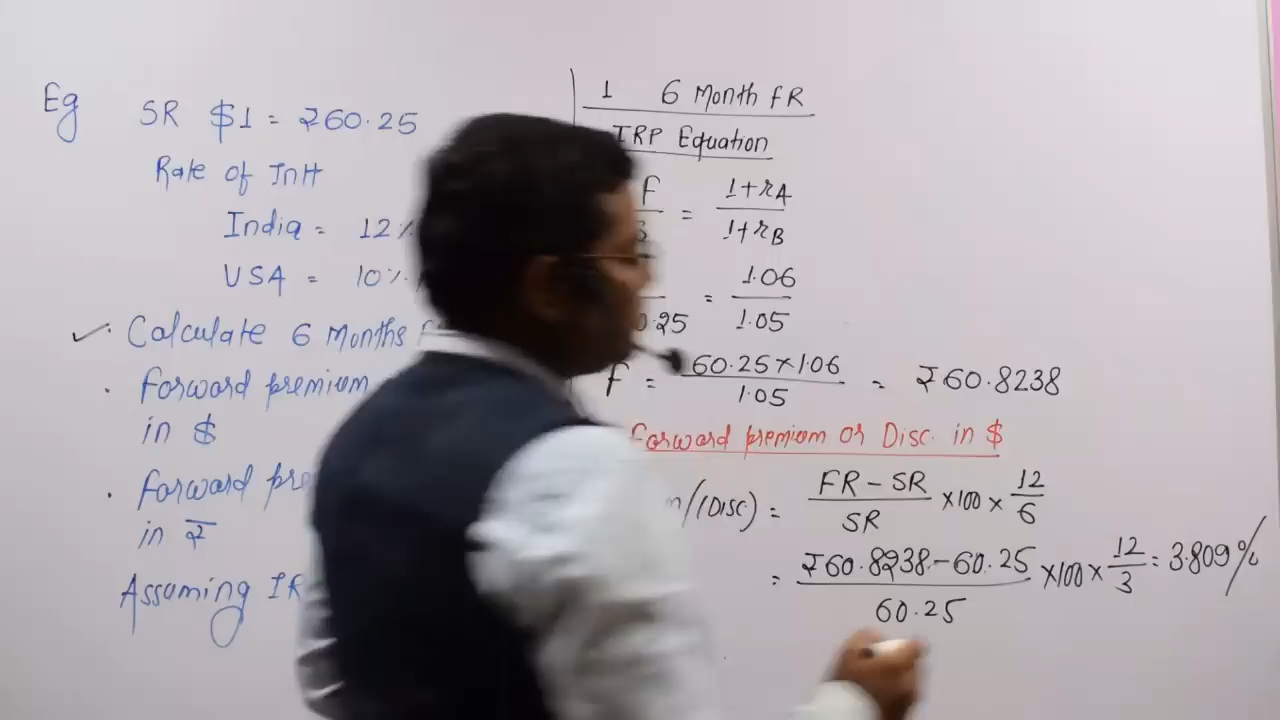 Eg SR $1 = ₹60.25
Rate of Intt
India = 12%
USA = 10%.
✓. Calculate 6 Months
. Forward premium
in $
. Forward pre
in ₹
Assuming IR
1 6 Month FR
IRP Equation
F/S = 1+rA/1+rB
0.25 = 1.06/1.05
F = 60.25×1.06/1.05 = ₹60.8238
Forward premium or Disc. in $
m/(Disc) = FR-SR/SR ×100× 12/6
= ₹60.8238-60.25/60.25 ×100× 12/3 = 3.809%